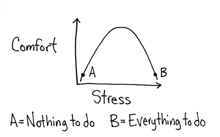 Comfort
A
B
Stress
A=Nothing to do B=Everything to do